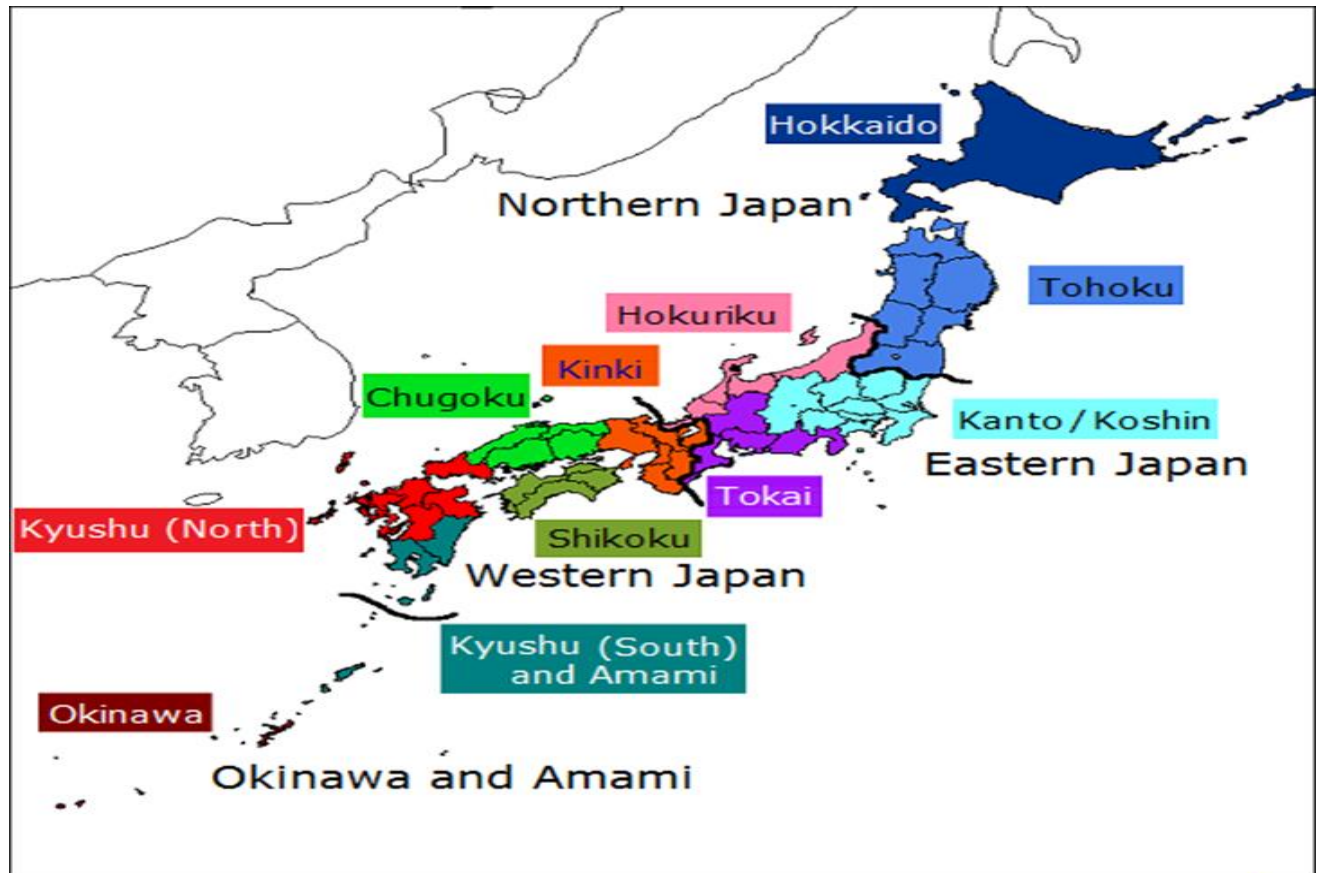 Hokkaido
Northern Japan
Tohoku
Hokuriku
Kinki
Chugoku
Kanto/Koshin
Eastern Japan
Tokai
Kyushu (North)
Shikoku
Western Japan
Kyushu (South)
and Amami
Okinawa
Okinawa and Amami